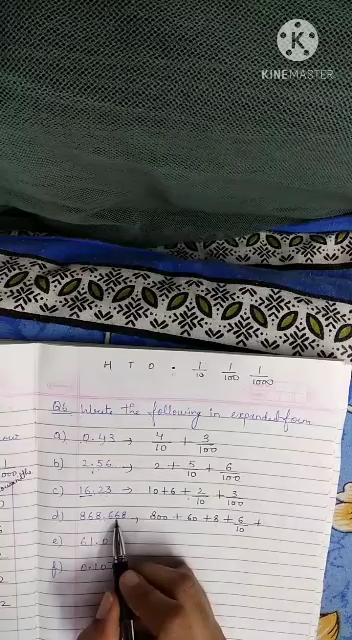 KINEMASTER
H T O . 1/10 1/100 1/1000
Q6. Write the following in expanded form
a) 0.43 → 4/10 + 3/100
b) 2.56 → 2 + 5/10 + 6/100
c) 16.23 → 10+6 + 2/10 + 3/100
d) 868.668 → 800 + 60 + 8 + 6/10 +
e) 61.0
f) 0.10